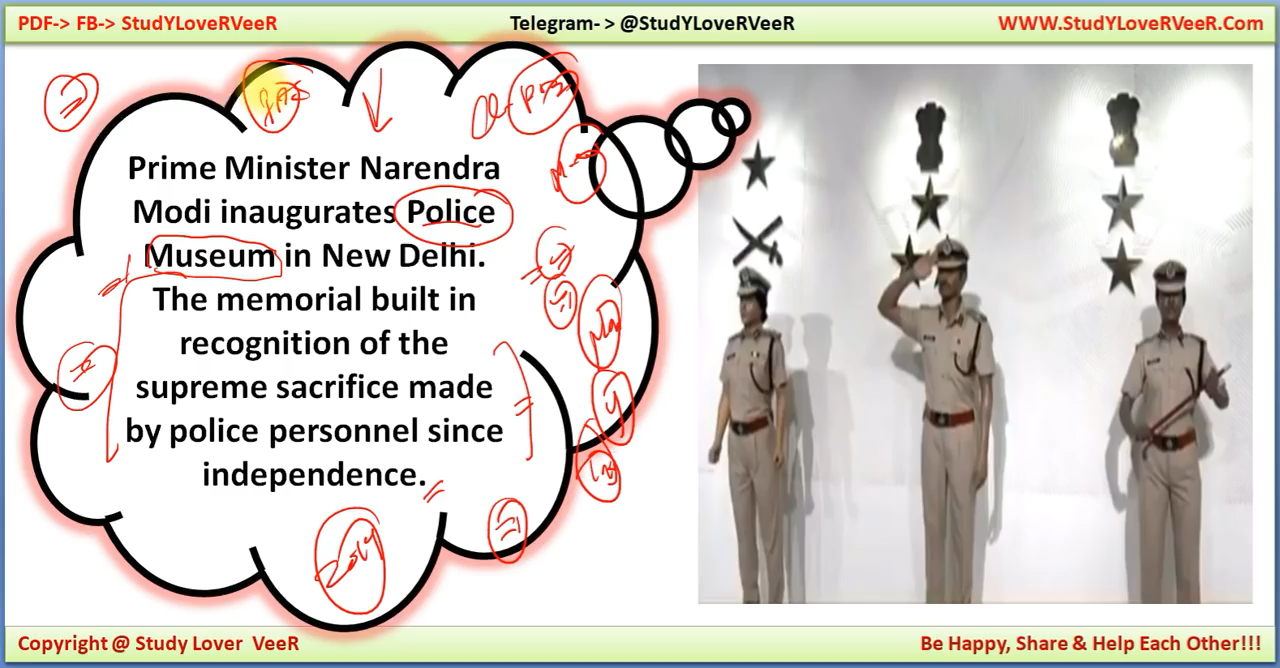 PDF-> FB-> StudYLoveRVeeR
Telegram- > @StudYLoveRVeeR
WWW.StudYLoveRVeeR.Com
Prime Minister Narendra
Modi inaugurates Police
Museum in New Delhi.
The memorial built in
recognition of the
supreme sacrifice made
by police personnel since
independence.
Copyright @ Study Lover VeeR
Be Happy, Share & Help Each Other!!!